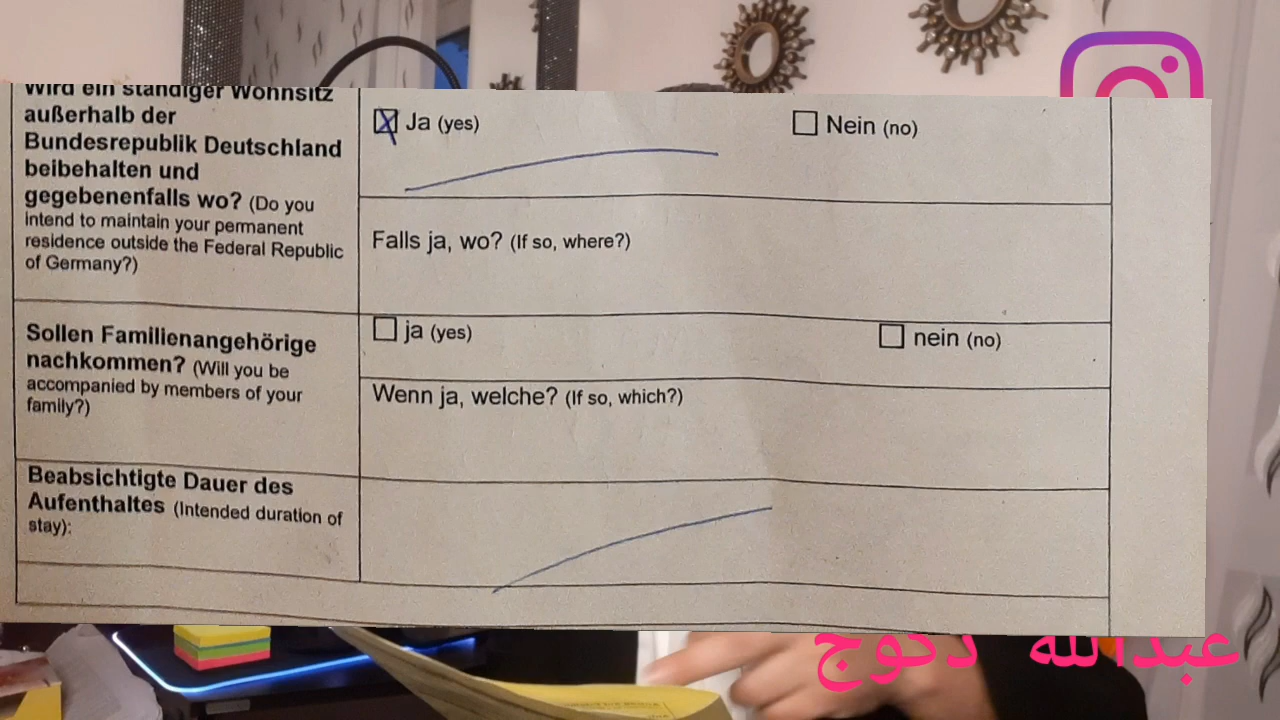 Wird ein ständiger Wohnsitz
außerhalb der
Bundesrepublik Deutschland
beibehalten und
gegebenenfalls wo? (Do you
intend to maintain your permanent
residence outside the Federal Republic
of Germany?)
Ja (yes)
Nein (no)
Falls ja, wo? (If so, where?)
Sollen Familienangehörige
nachkommen? (Will you be
accompanied by members of your
family?)
ja (yes)
nein (no)
Wenn ja, welche? (If so, which?)
Beabsichtigte Dauer des
Aufenthaltes (Intended duration of
stay):
عبدالله دكوج